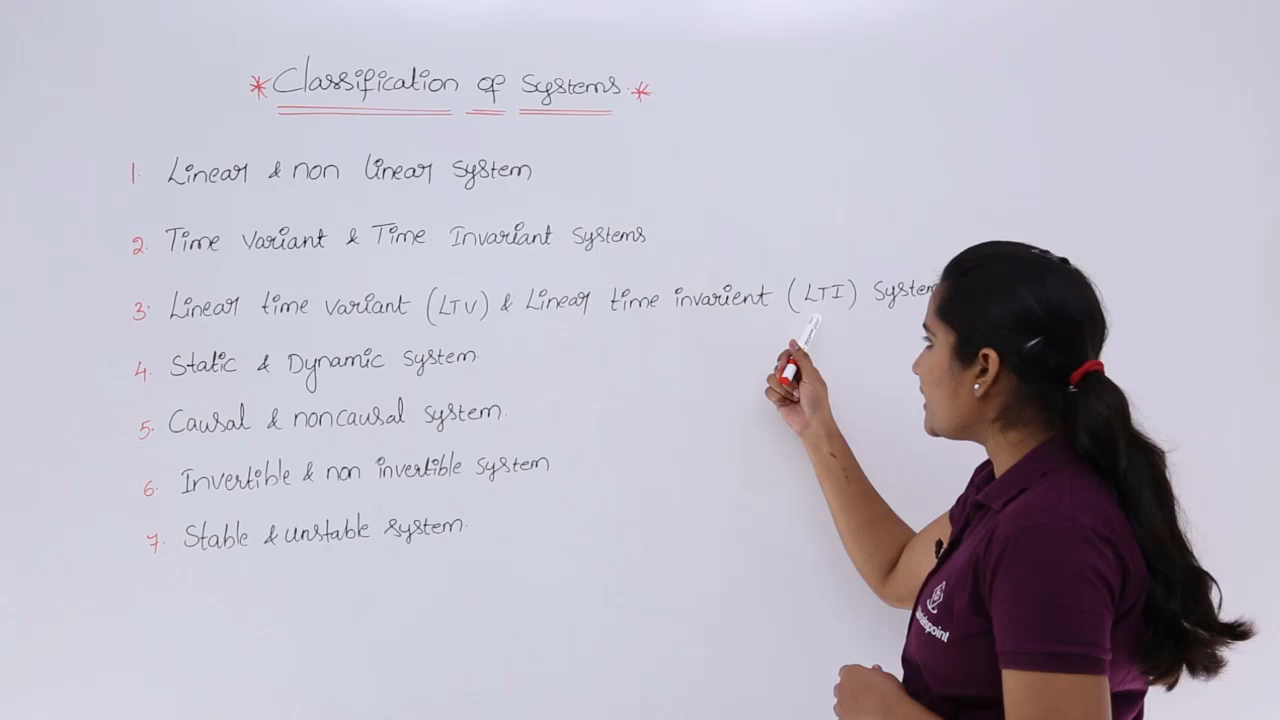 * Classification of Systems. *
1. Linear & non linear system
2. Time variant & Time Invariant systems
3. Linear time variant (LTV) & Linear time invarient (LTI) System
4. Static & Dynamic system.
5. Causal & noncausal system.
6. Invertible & non invertible system
7. Stable & unstable system.